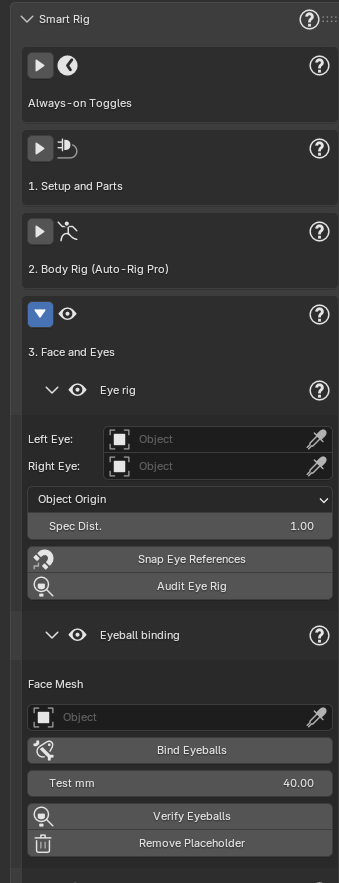 Smart Rig
Always-on Toggles
1. Setup and Parts
2. Body Rig (Auto-Rig Pro)
3. Face and Eyes
Eye rig
Left Eye: Object
Right Eye: Object
Object Origin
Spec Dist. 1.00
Snap Eye References
Audit Eye Rig
Eyeball binding
Face Mesh
Object
Bind Eyeballs
Test mm 40.00
Verify Eyeballs
Remove Placeholder